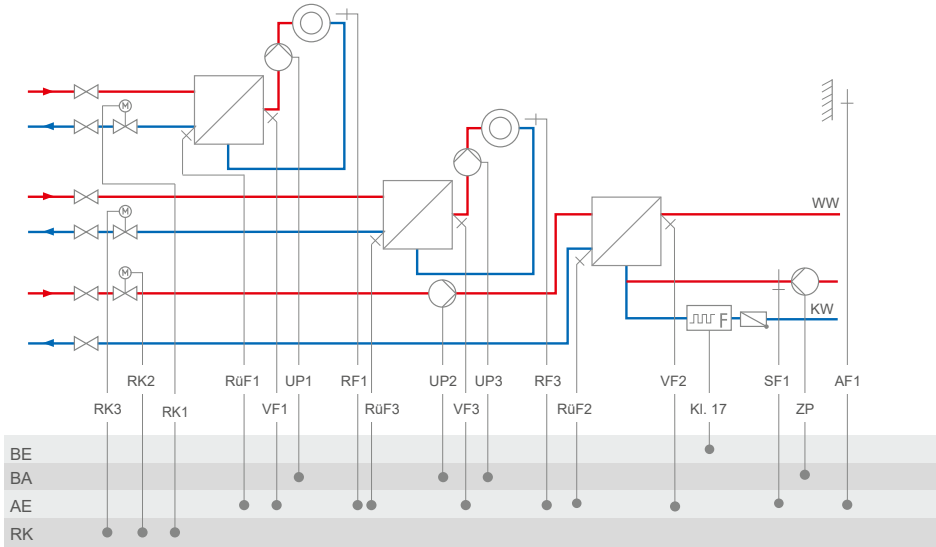 M
M
M
WW
F
KW
RK2 RüF1 UP1 RF1 UP2 UP3 RF3 VF2 SF1 AF1
RK3 RK1 VF1 RüF3 VF3 RüF2 Kl. 17 ZP
BE
BA
AE
RK